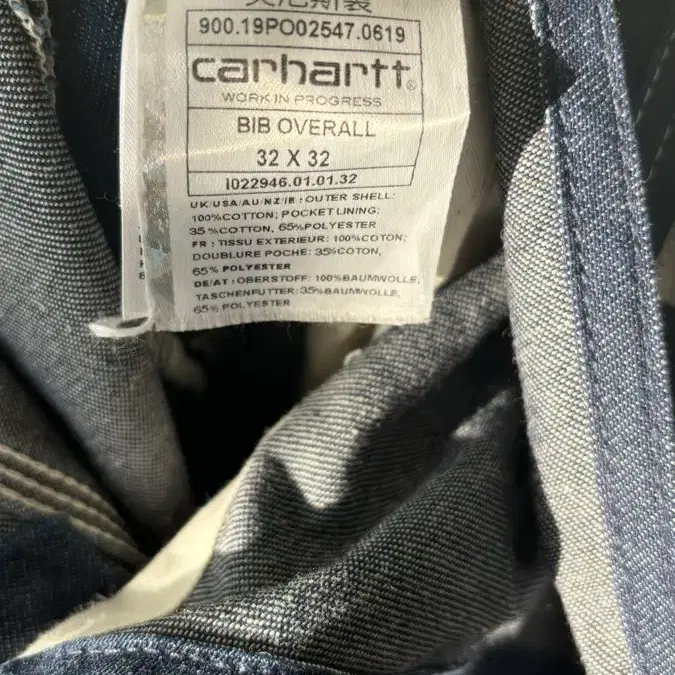 900.19PO02547.0619
carhartt®
WORK IN PROGRESS
BIB OVERALL
32 X 32
I022946.01.01.32
UK/USA/AU/NZ/IE: OUTER SHELL:
100%COTTON; POCKET LINING:
35%COTTON, 65%POLYESTER
FR: TISSU EXTERIEUR: 100%COTON;
DOUBLURE POCHE: 35%COTON,
65% POLYESTER
DE/AT: OBERSTOFF: 100%BAUMWOLLE,
TASCHENFUTTER: 35%BAUMWOLLE,
65% POLYESTER